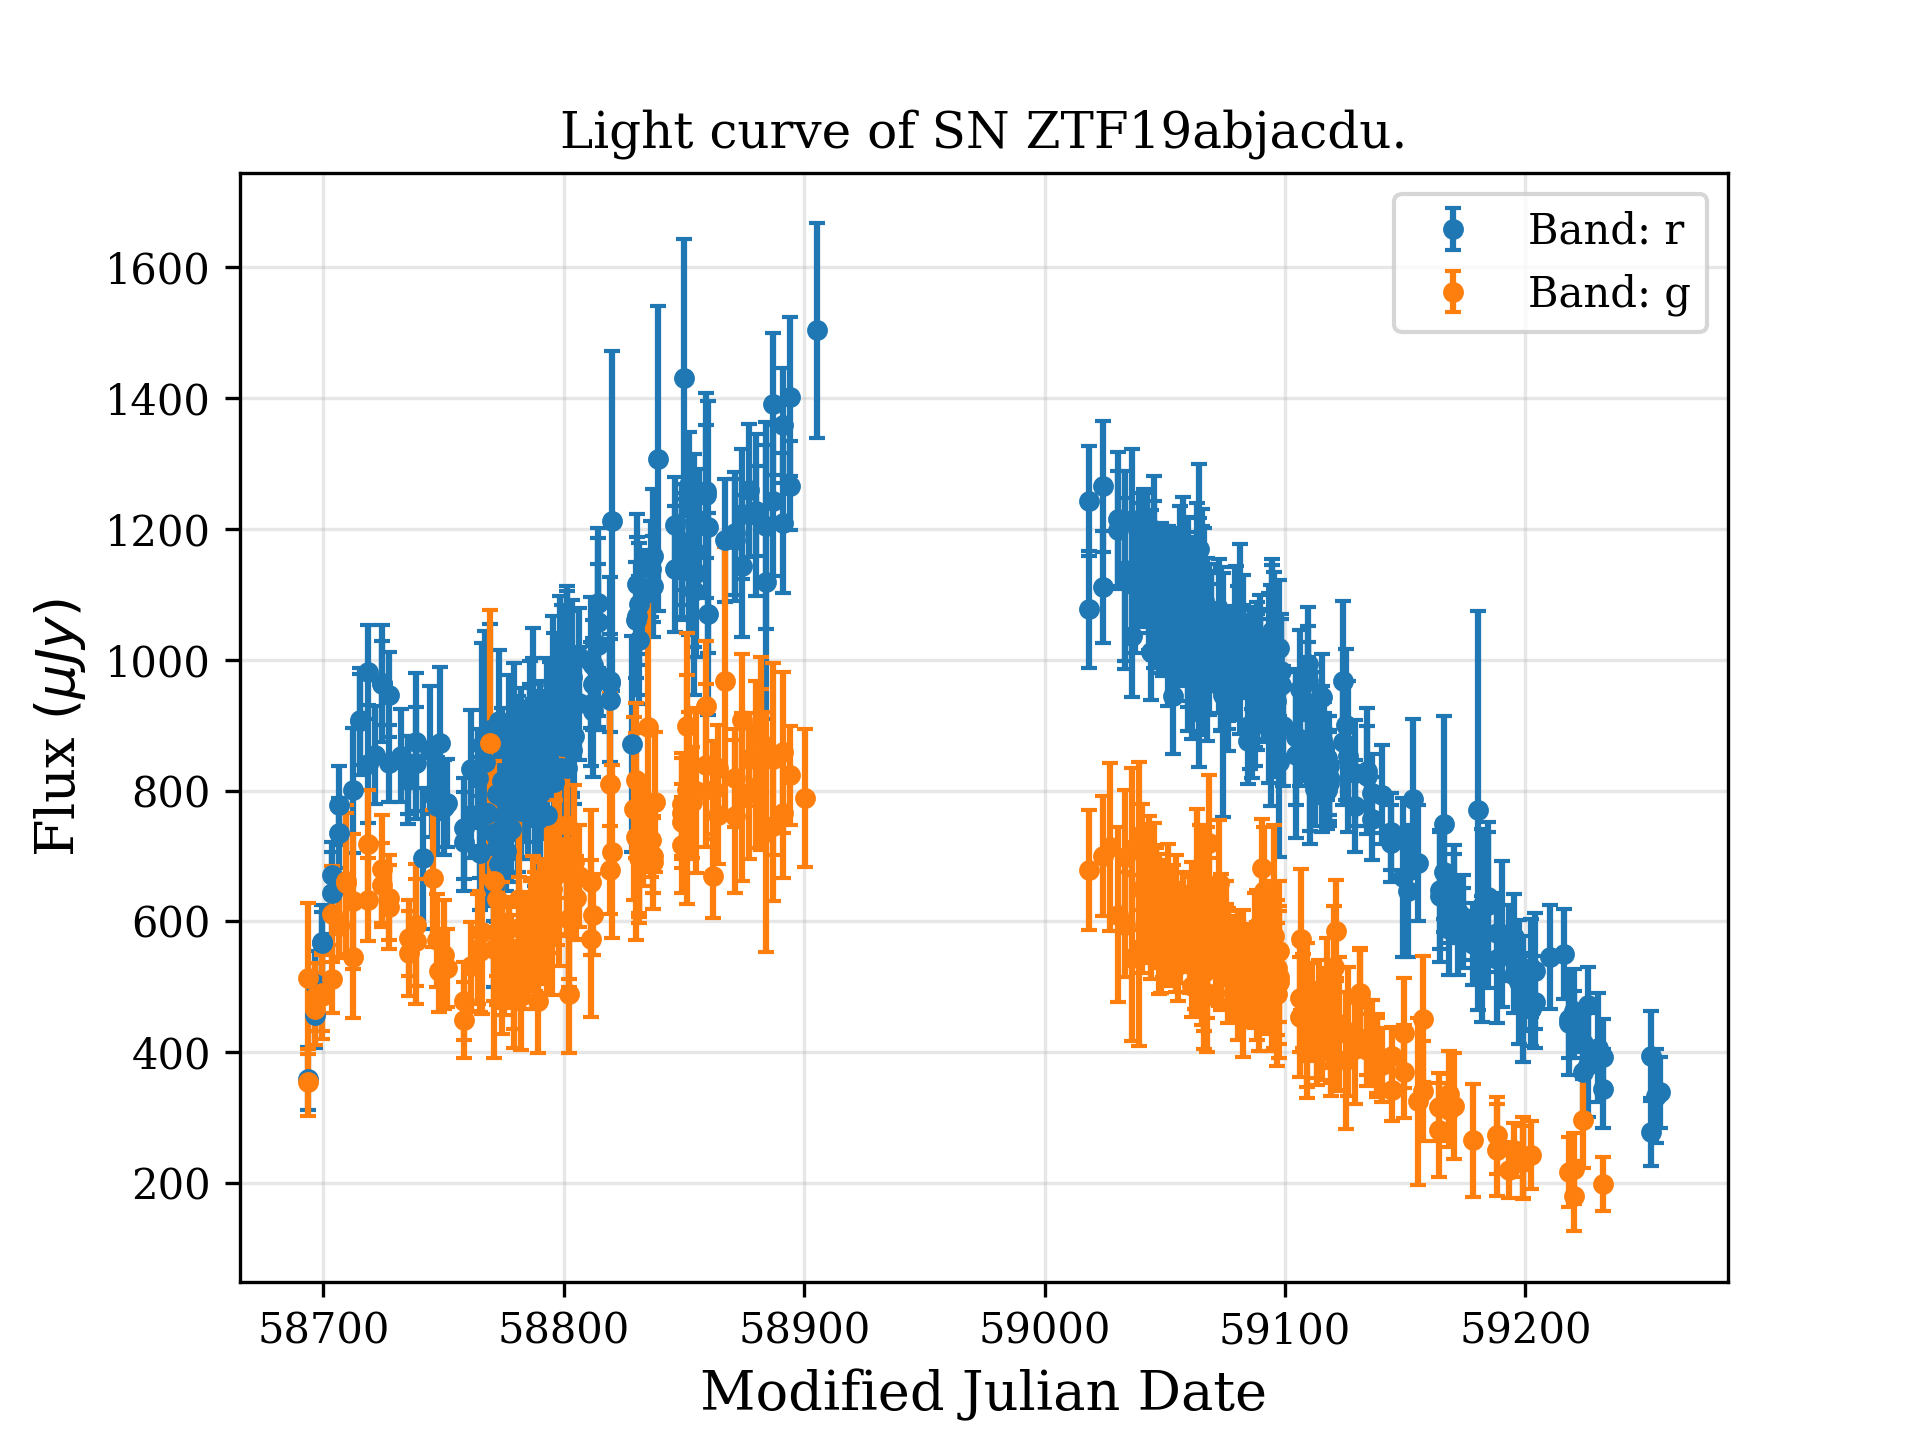 Light curve of SN ZTF19abjacdu.
Band: r
Band: g
Flux (μJy)
1600
1400
1200
1000
800
600
400
200
58700 58800 58900 59000 59100 59200
Modified Julian Date